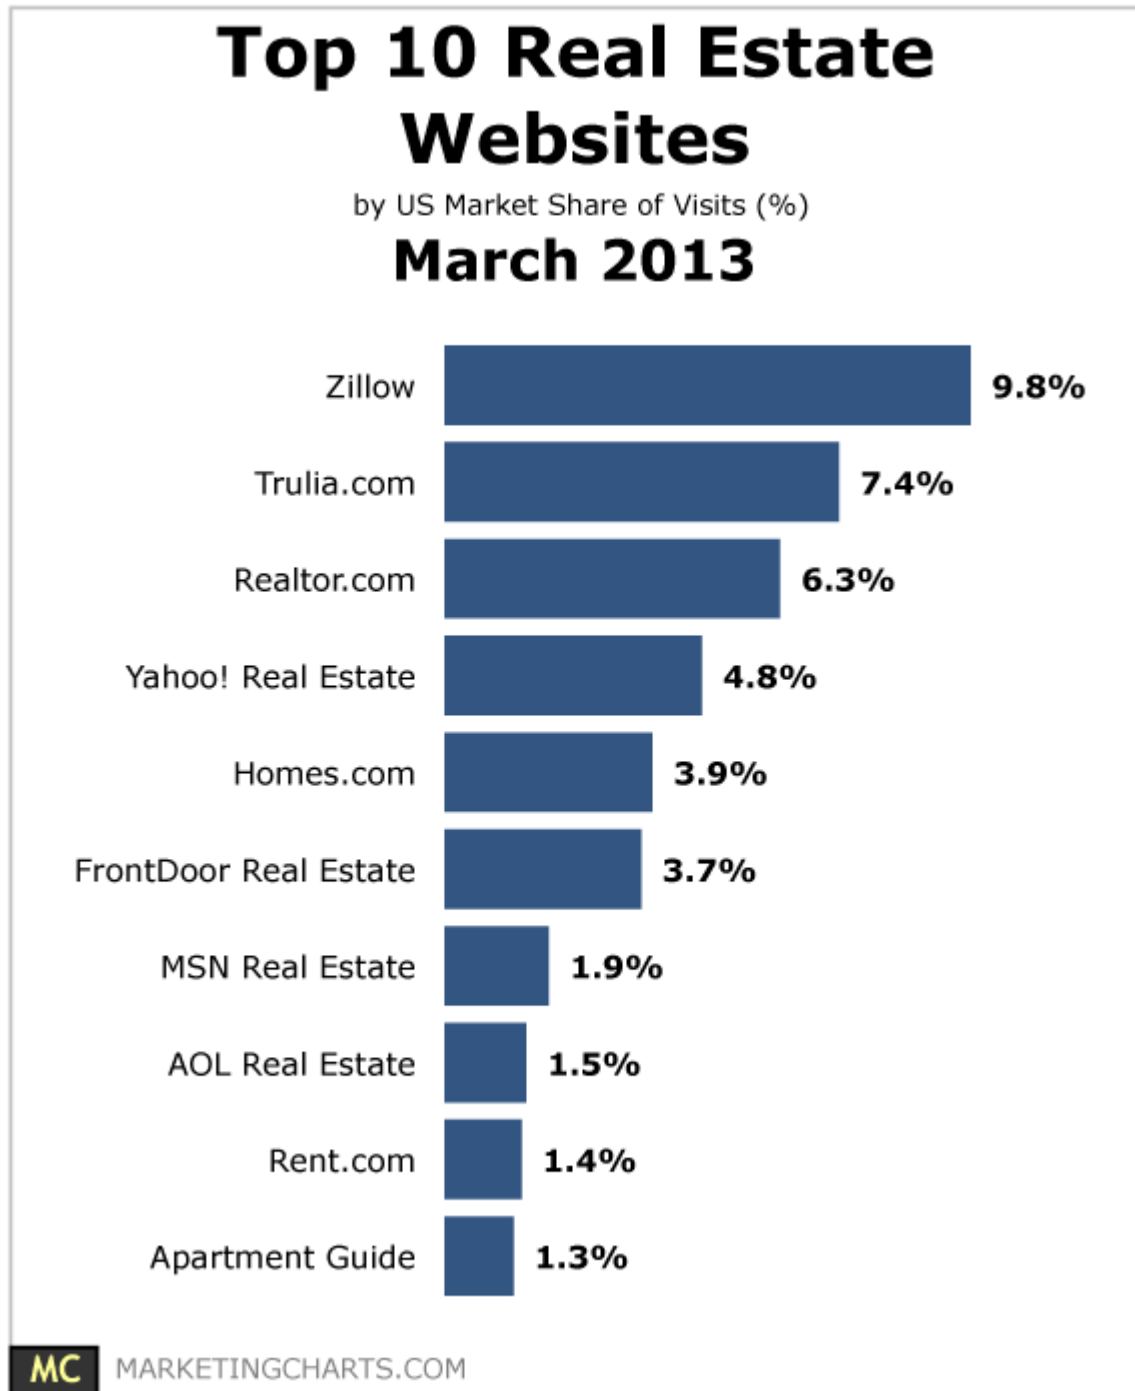 Top 10 Real Estate
Websites
by US Market Share of Visits (%)
March 2013
Zillow 9.8%
Trulia.com 7.4%
Realtor.com 6.3%
Yahoo! Real Estate 4.8%
Homes.com 3.9%
FrontDoor Real Estate 3.7%
MSN Real Estate 1.9%
AOL Real Estate 1.5%
Rent.com 1.4%
Apartment Guide 1.3%
MC MARKETINGCHARTS.COM